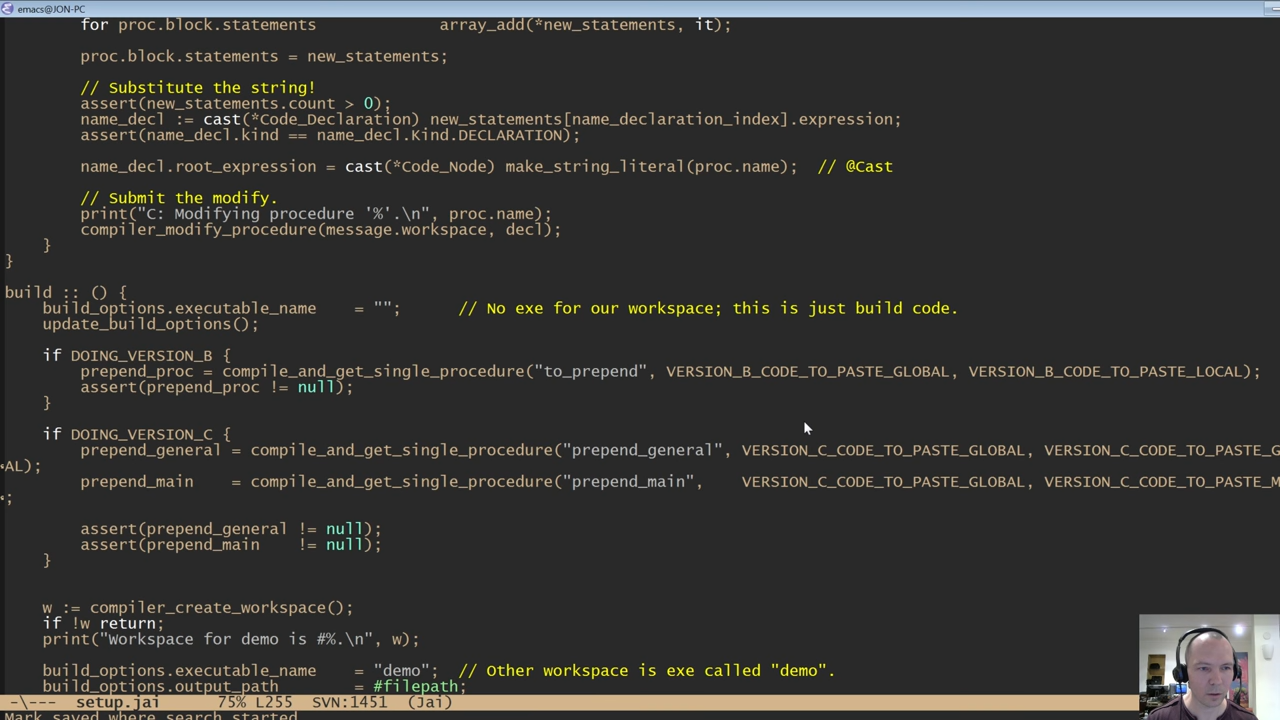 emacs@JON-PC
for proc.block.statements             array_add(*new_statements, it);
proc.block.statements = new_statements;
// Substitute the string!
assert(new_statements.count > 0);
name_decl := cast(*Code_Declaration) new_statements[name_declaration_index].expression;
assert(name_decl.kind == name_decl.Kind.DECLARATION);
name_decl.root_expression = cast(*Code_Node) make_string_literal(proc.name);  // @Cast
// Submit the modify.
print("C: Modifying procedure '%'.\n", proc.name);
compiler_modify_procedure(message.workspace, decl);
}
}
build :: () {
build_options.executable_name    = "";      // No exe for our workspace; this is just build code.
update_build_options();
if DOING_VERSION_B {
prepend_proc = compile_and_get_single_procedure("to_prepend", VERSION_B_CODE_TO_PASTE_GLOBAL, VERSION_B_CODE_TO_PASTE_LOCAL);
assert(prepend_proc != null);
}
if DOING_VERSION_C {
prepend_general = compile_and_get_single_procedure("prepend_general", VERSION_C_CODE_TO_PASTE_GLOBAL, VERSION_C_CODE_TO_PASTE_G
AL);
prepend_main    = compile_and_get_single_procedure("prepend_main",    VERSION_C_CODE_TO_PASTE_GLOBAL, VERSION_C_CODE_TO_PASTE_M
;
assert(prepend_general != null);
assert(prepend_main    != null);
}
w := compiler_create_workspace();
if !w return;
print("Workspace for demo is #%.\n", w);
build_options.executable_name    = "demo";  // Other workspace is exe called "demo".
build_options.output_path        = #filepath;
-\---  setup.jai      75% L255  SVN:1451  (Jai)
Mark saved where search started